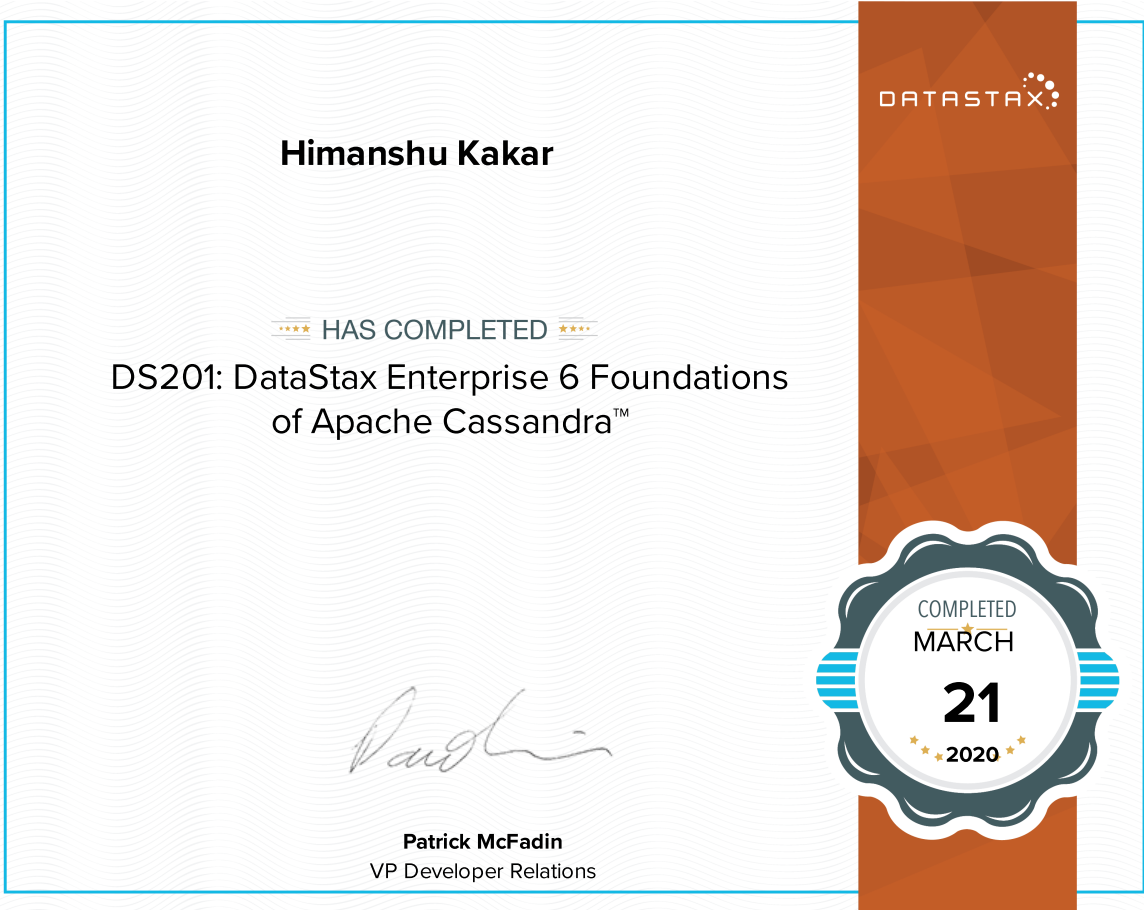 DATASTAX
Himanshu Kakar
HAS COMPLETED
DS201: DataStax Enterprise 6 Foundations
of Apache Cassandra™
COMPLETED
MARCH
21
2020
Patrick McFadin
VP Developer Relations